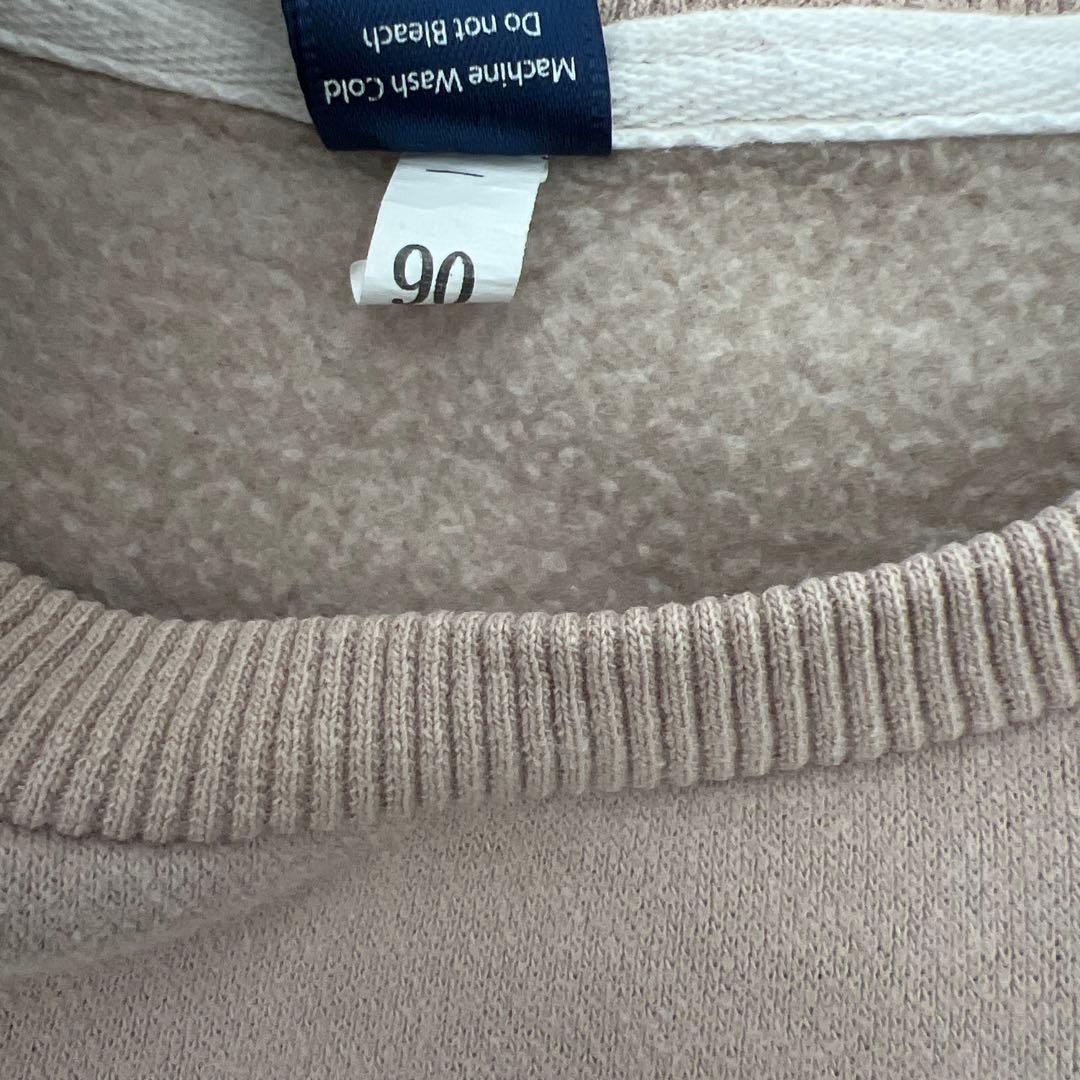 Machine Wash Cold
Do not Bleach
90